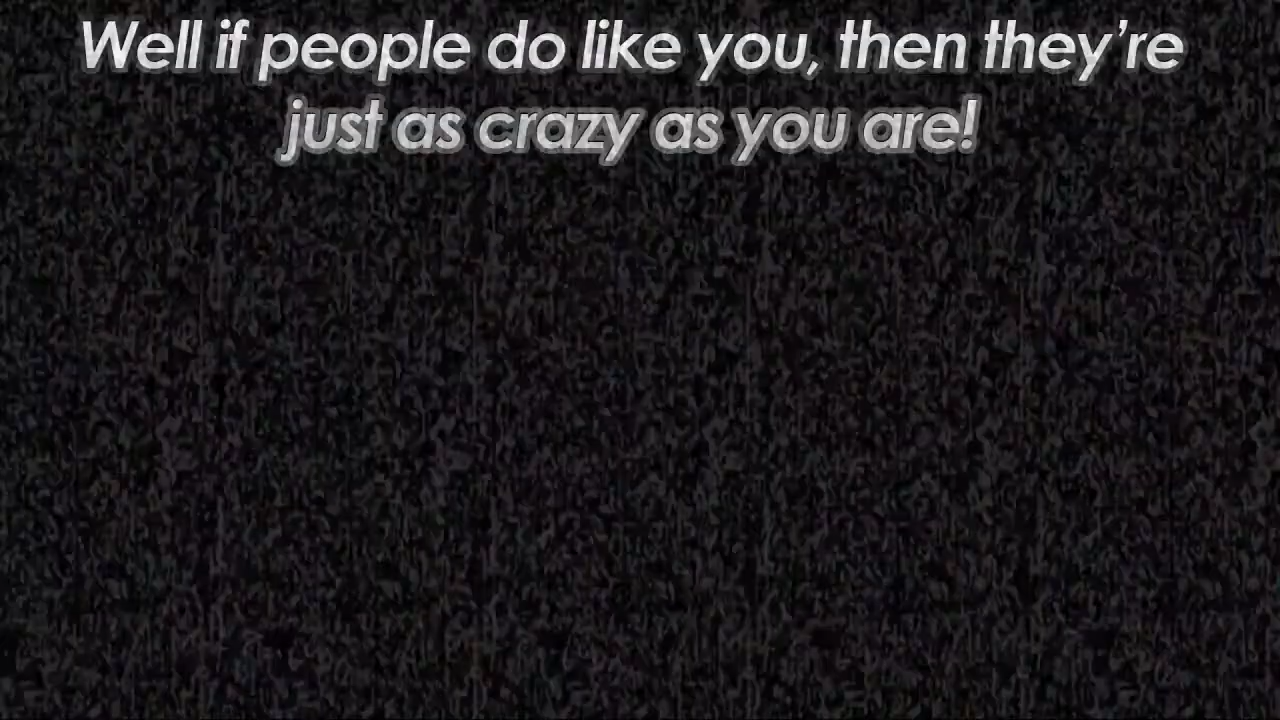 Well if people do like you, then they’re
just as crazy as you are!